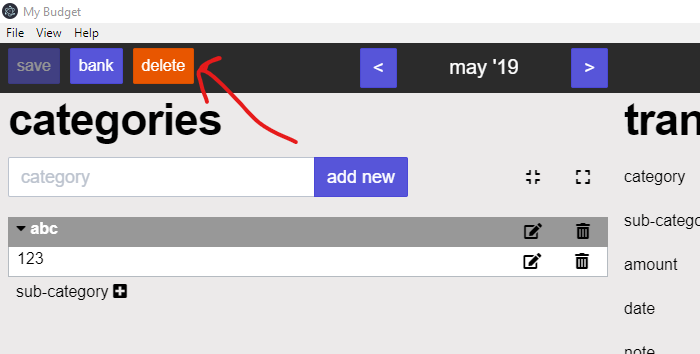 My Budget
File View Help
save bank delete < may '19 >
categories tran
category add new category
abc sub-catego
123 amount
sub-category
date
note